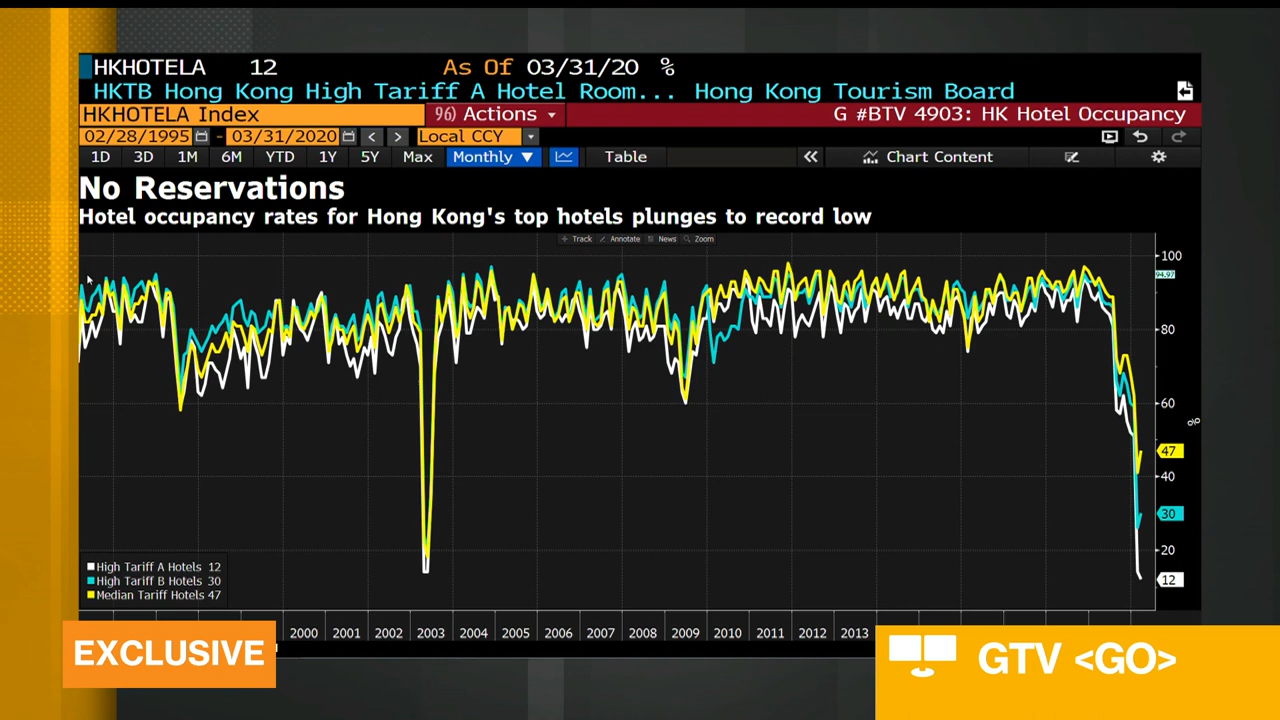 HKHOTELA 12 As Of 03/31/20 %
HKTB Hong Kong High Tariff A Hotel Room... Hong Kong Tourism Board
HKHOTELA Index 96) Actions G #BTV 4903: HK Hotel Occupancy
02/28/1995 - 03/31/2020 < > Local CCY
1D 3D 1M 6M YTD 1Y 5Y Max Monthly Table Chart Content
No Reservations
Hotel occupancy rates for Hong Kong's top hotels plunges to record low
Track Annotate News Zoom
100
94.97
80
60
%
47
40
30
20
12
High Tariff A Hotels 12
High Tariff B Hotels 30
Median Tariff Hotels 47
2000 2001 2002 2003 2004 2005 2006 2007 2008 2009 2010 2011 2012 2013
EXCLUSIVE
GTV <GO>